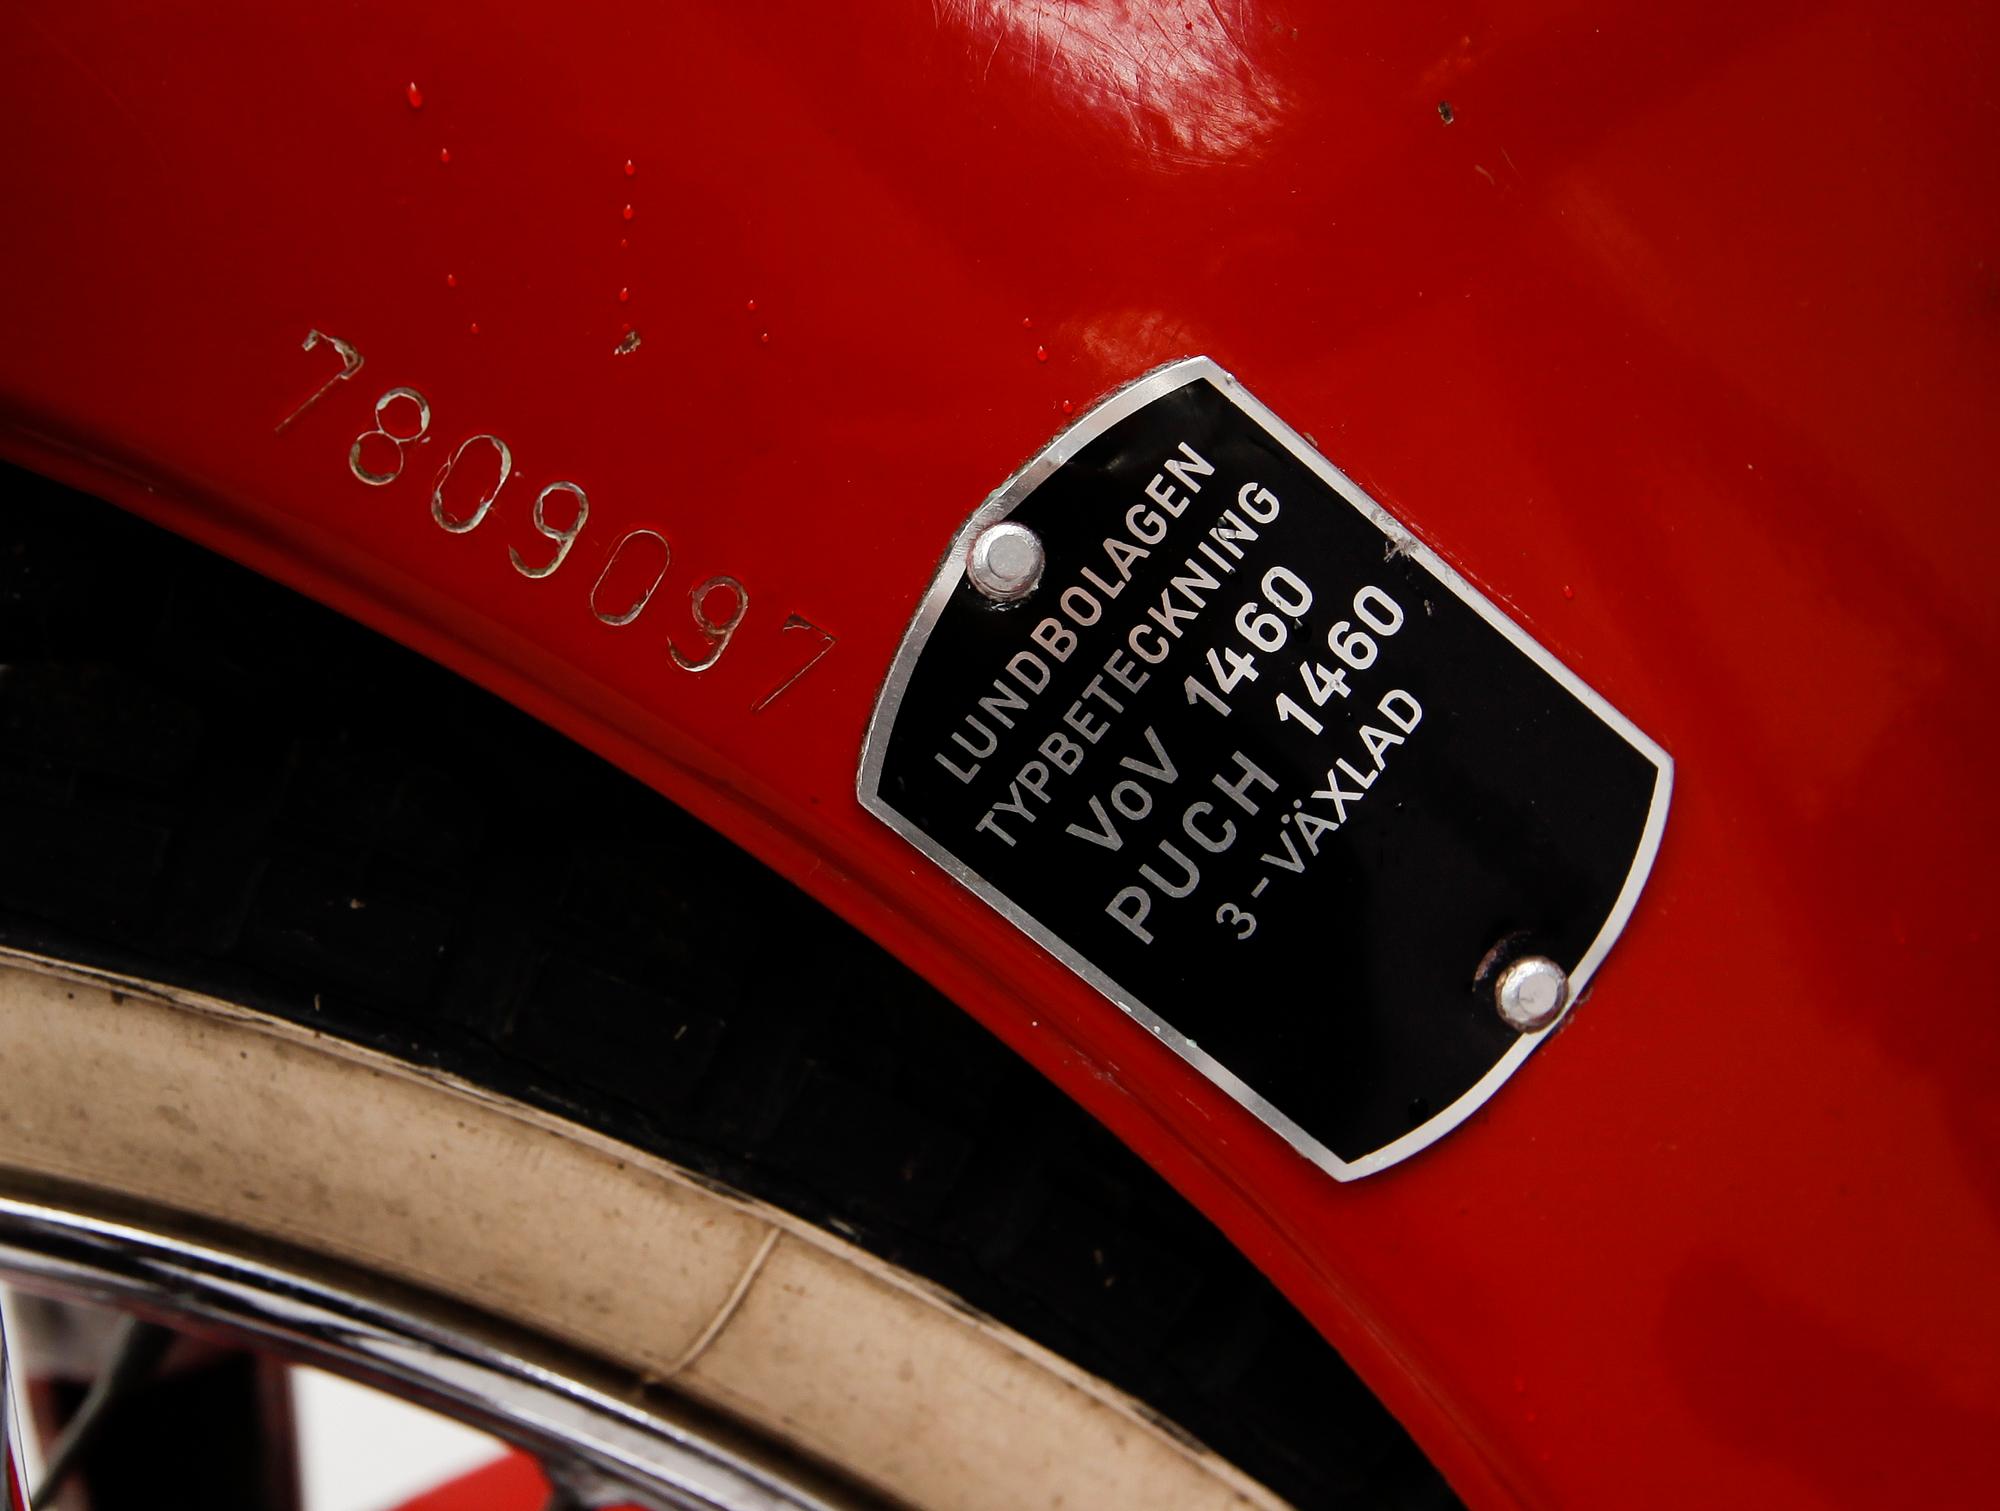 7809097
LUNDBOLAGEN
TYPBETECKNING
VoV 1460
PUCH 1460
3-VÄXLAD